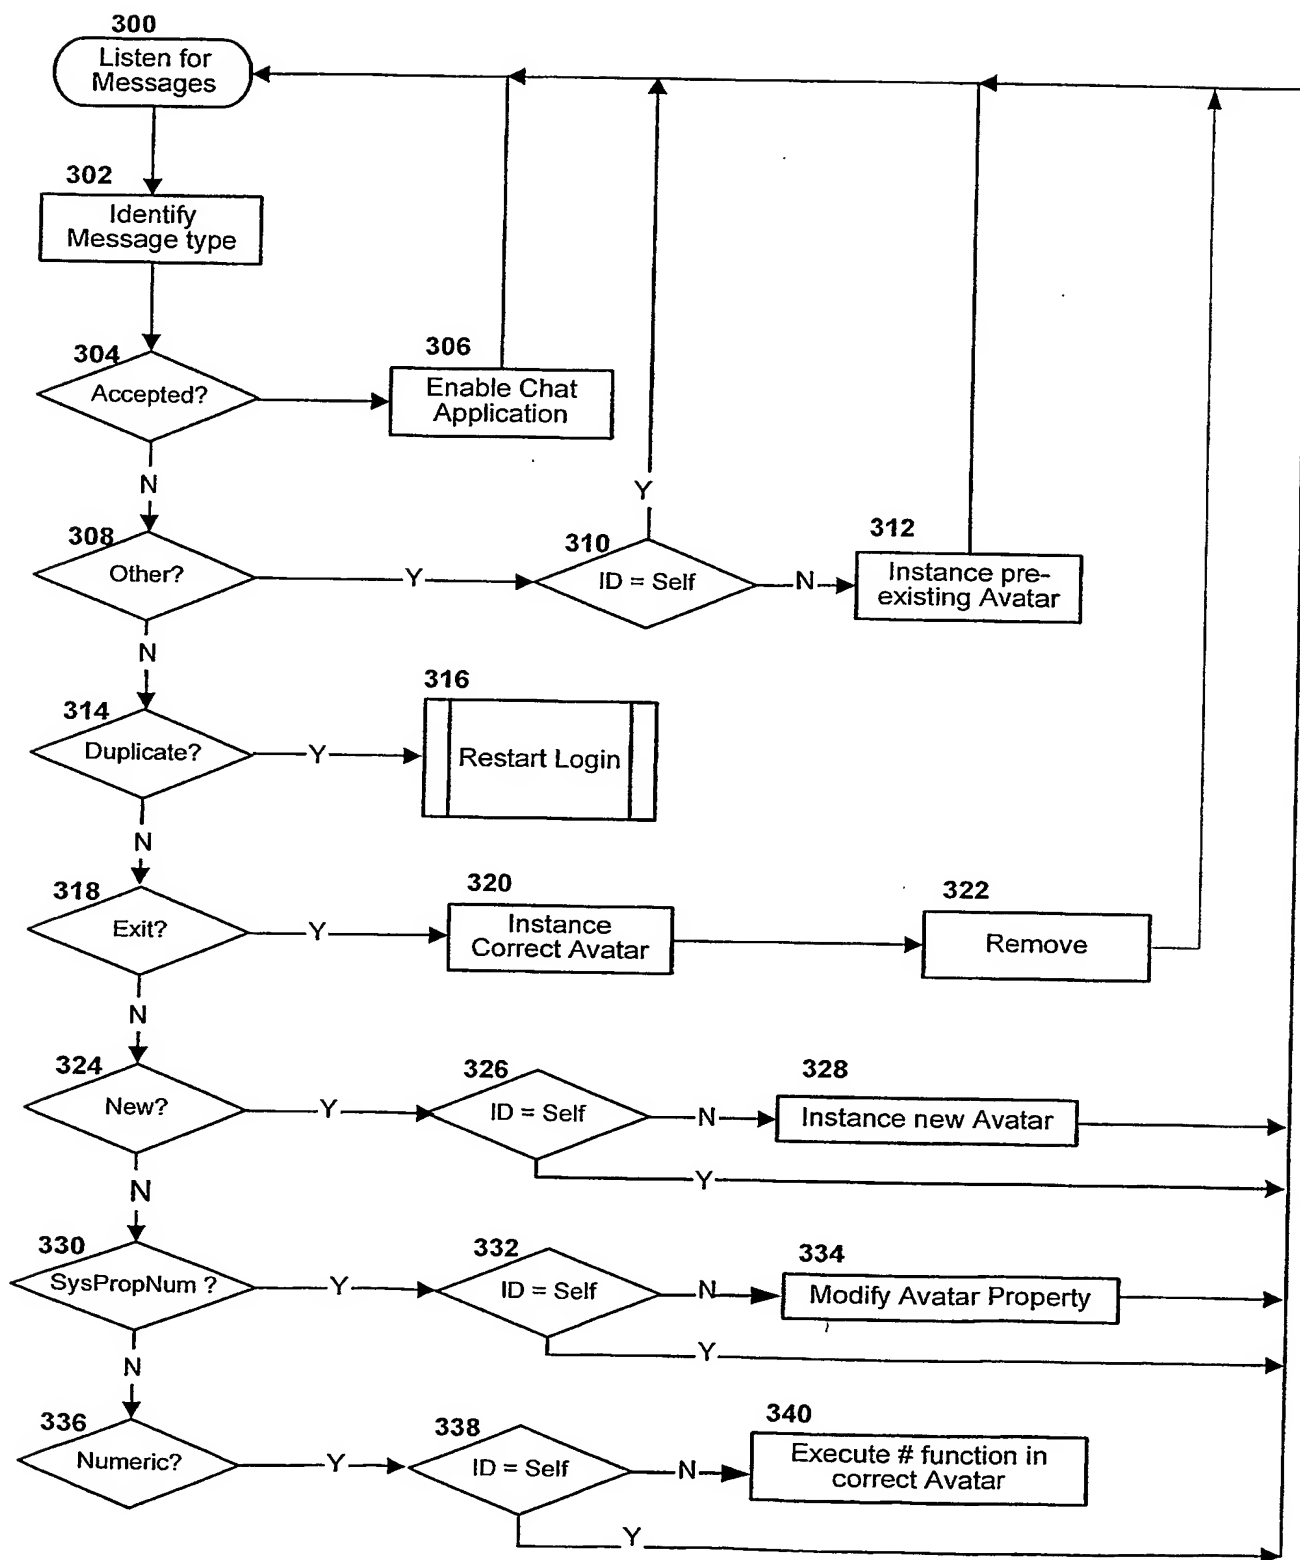 300
Listen for
Messages
302
Identify
Message type
304
Accepted?
306
Enable Chat
Application
N
308
Other?
Y
310
ID = Self
Y
N
312
Instance pre-
existing Avatar
N
314
Duplicate?
Y
316
Restart Login
N
318
Exit?
Y
320
Instance
Correct Avatar
322
Remove
N
324
New?
Y
326
ID = Self
N
328
Instance new Avatar
Y
N
330
SysPropNum ?
Y
332
ID = Self
N
334
Modify Avatar Property
Y
N
336
Numeric?
Y
338
ID = Self
N
340
Execute # function in
correct Avatar
Y